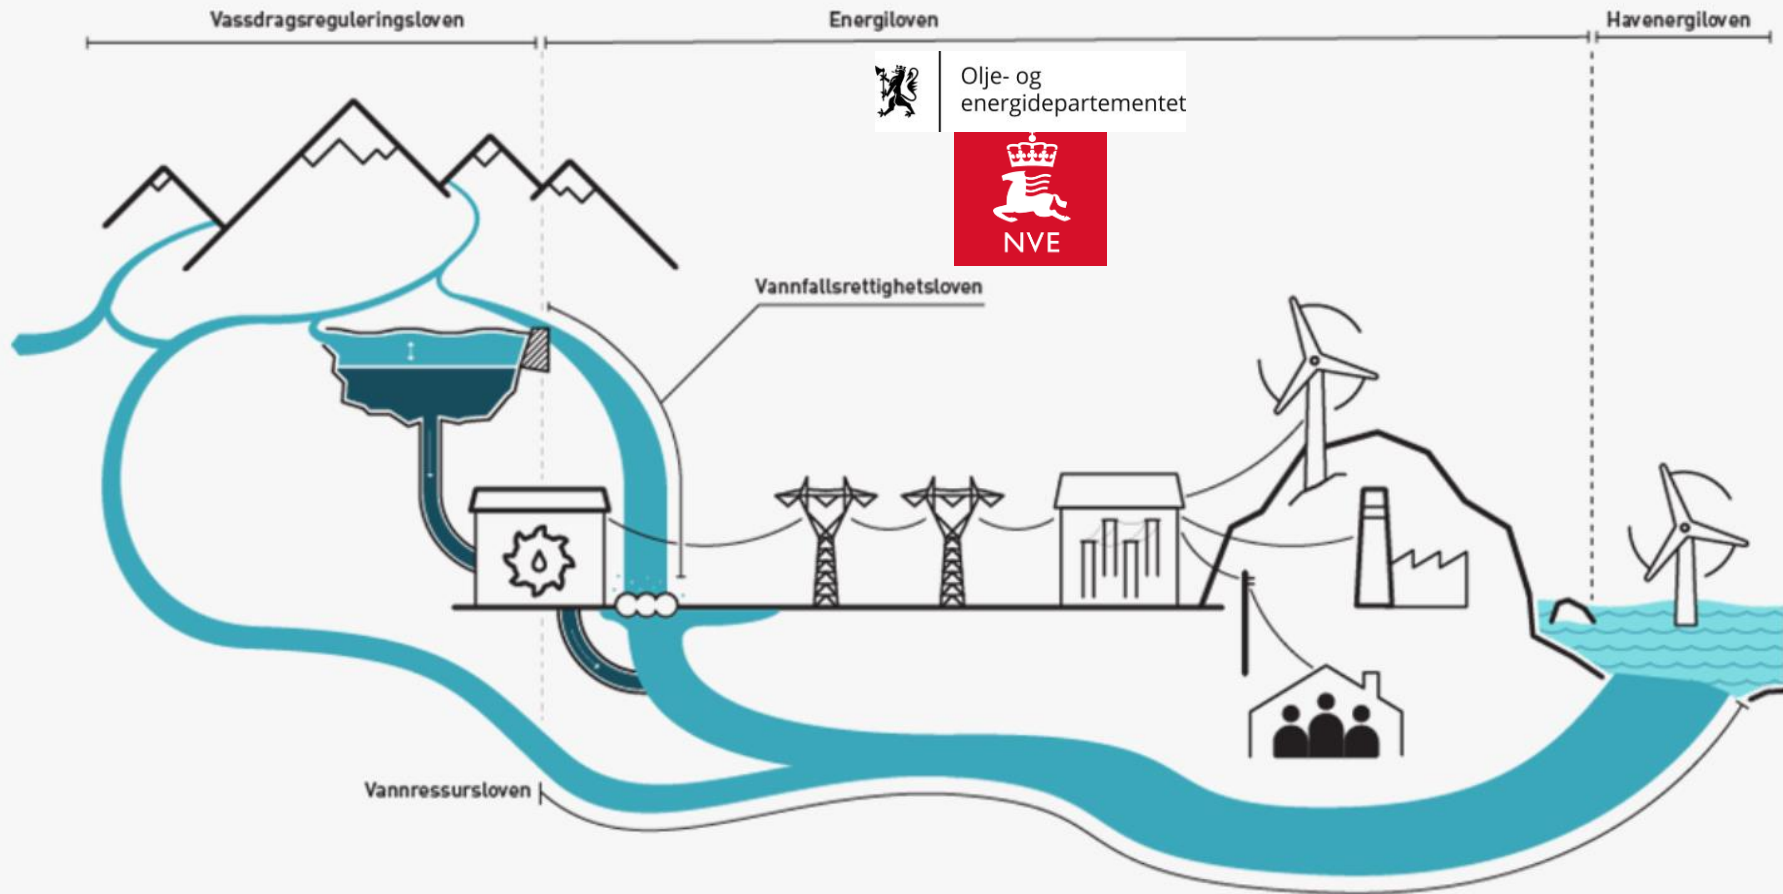 Vassdragsreguleringsloven
Energiloven
Havenergiloven
Olje- og
energidepartementet
NVE
Vannfallsrettighetsloven
Vannressursloven